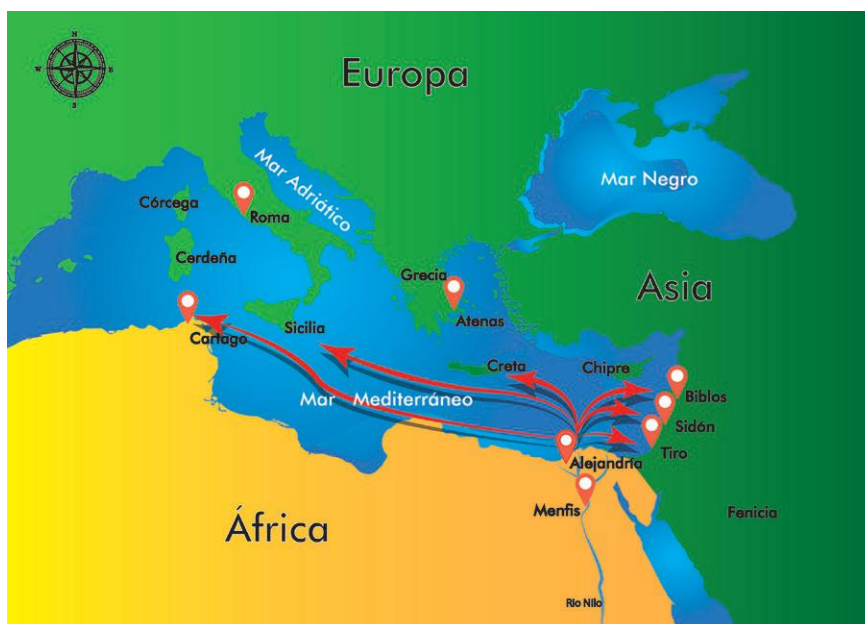 N
W
E
S
Europa
Mar Adriático
Mar Negro
Córcega
Roma
Cerdeña
Grecia
Asia
Atenas
Sicilia
Cartago
Creta
Chipre
Biblos
Mar Mediterráneo
Sidón
Tiro
Alejandría
Menfis
Fenicia
África
Rio Nilo